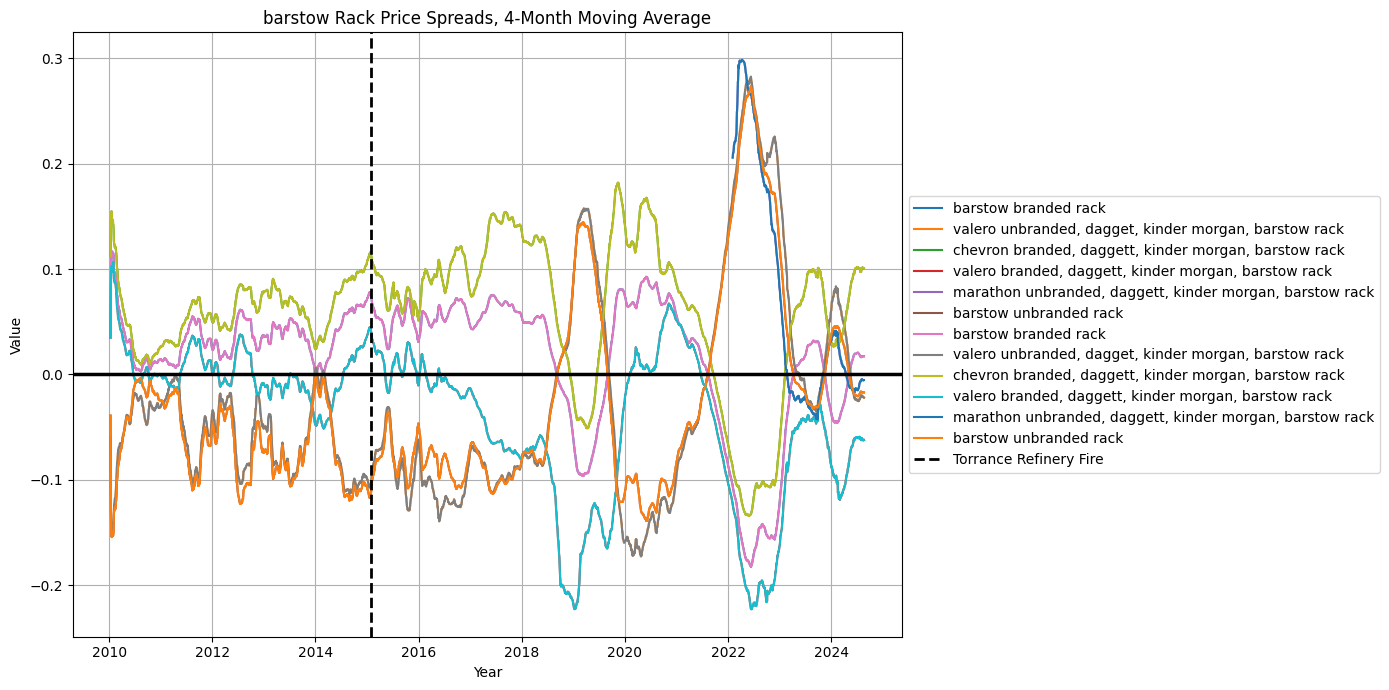 barstow Rack Price Spreads, 4-Month Moving Average
Value
0.3
0.2
0.1
0.0
−0.1
−0.2
2010 2012 2014 2016 2018 2020 2022 2024
Year
barstow branded rack
valero unbranded, dagget, kinder morgan, barstow rack
chevron branded, daggett, kinder morgan, barstow rack
valero branded, daggett, kinder morgan, barstow rack
marathon unbranded, daggett, kinder morgan, barstow rack
barstow unbranded rack
barstow branded rack
valero unbranded, dagget, kinder morgan, barstow rack
chevron branded, daggett, kinder morgan, barstow rack
valero branded, daggett, kinder morgan, barstow rack
marathon unbranded, daggett, kinder morgan, barstow rack
barstow unbranded rack
Torrance Refinery Fire